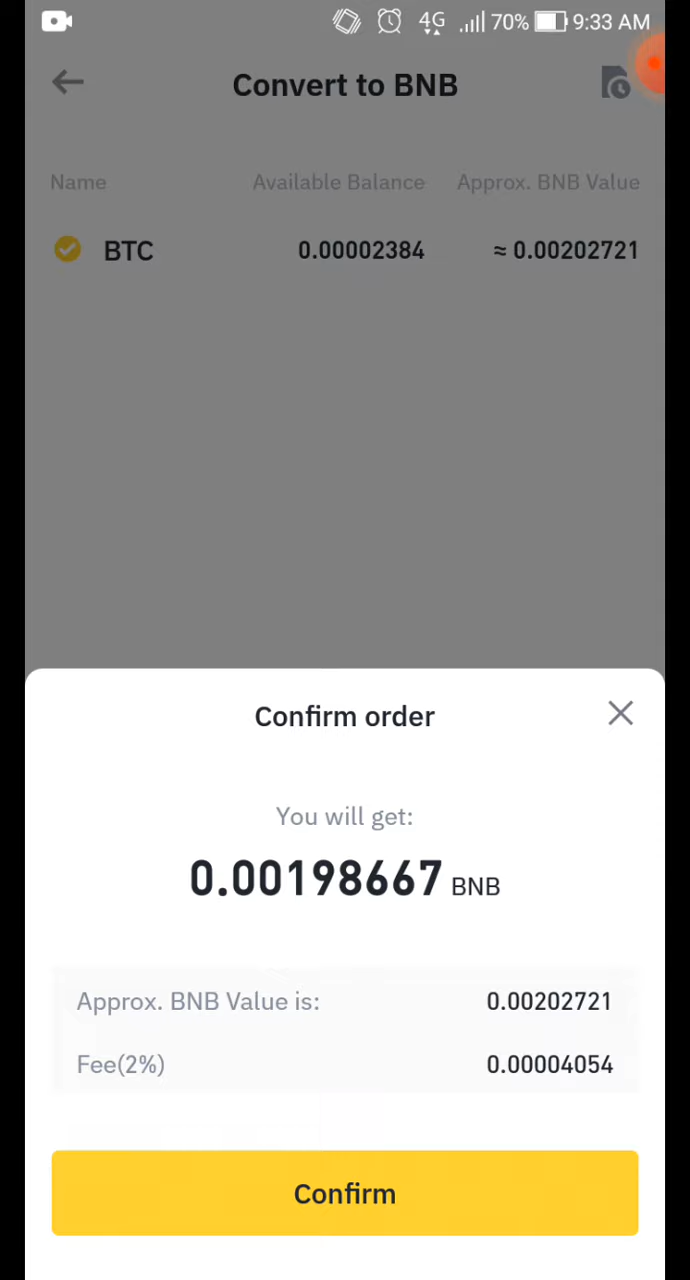 4G 70% 9:33 AM
Convert to BNB
Name Available Balance Approx. BNB Value
BTC 0.00002384 ≈ 0.00202721
Confirm order
You will get:
0.00198667 BNB
Approx. BNB Value is: 0.00202721
Fee(2%) 0.00004054
Confirm